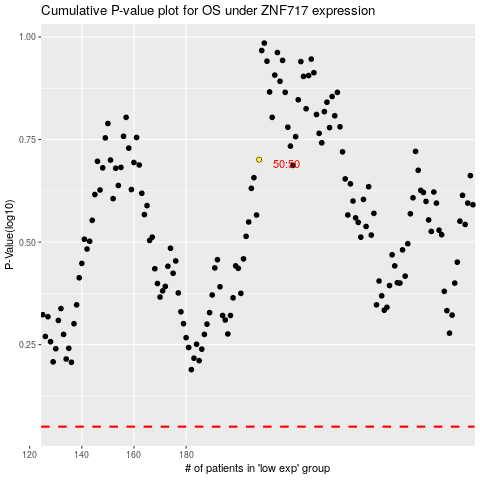 Cumulative P-value plot for OS under ZNF717 expression
P-Value(log10)
1.00
0.75
0.50
0.25
50:50
120 140 160 180
# of patients in 'low exp' group